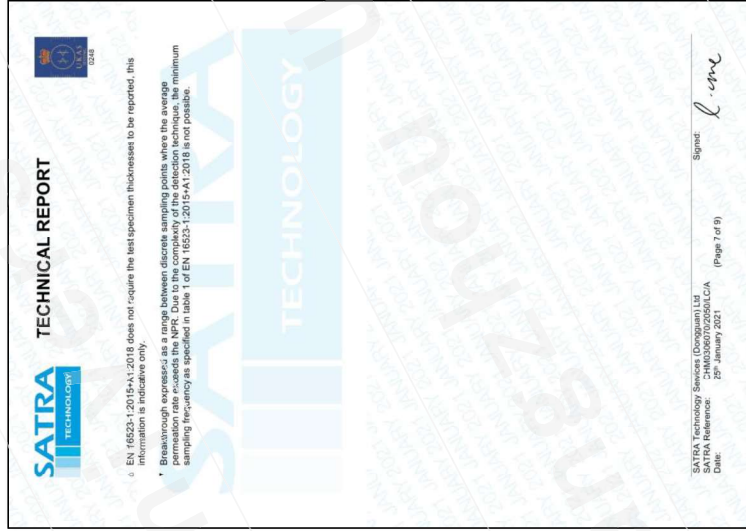 SATRA
TECHNOLOGY
TECHNICAL REPORT
UKAS
0248
◊ EN 16523-1:2015+A1:2018 does not require the test specimen thicknesses to be reported, this
information is indicative only.
† Breakthrough expressed as a range between discrete sampling points where the average
permeation rate exceeds the NPR. Due to the complexity of the detection technique, the minimum
sampling frequency as specified in table 1 of EN 16523-1:2015+A1:2018 is not possible.
SATRA
TECHNOLOGY
SATRA Technology Services (Dongguan) Ltd
SATRA Reference: CHM0306070/2050/LC/A
Date: 25th January 2021
(Page 7 of 9)
Signed: